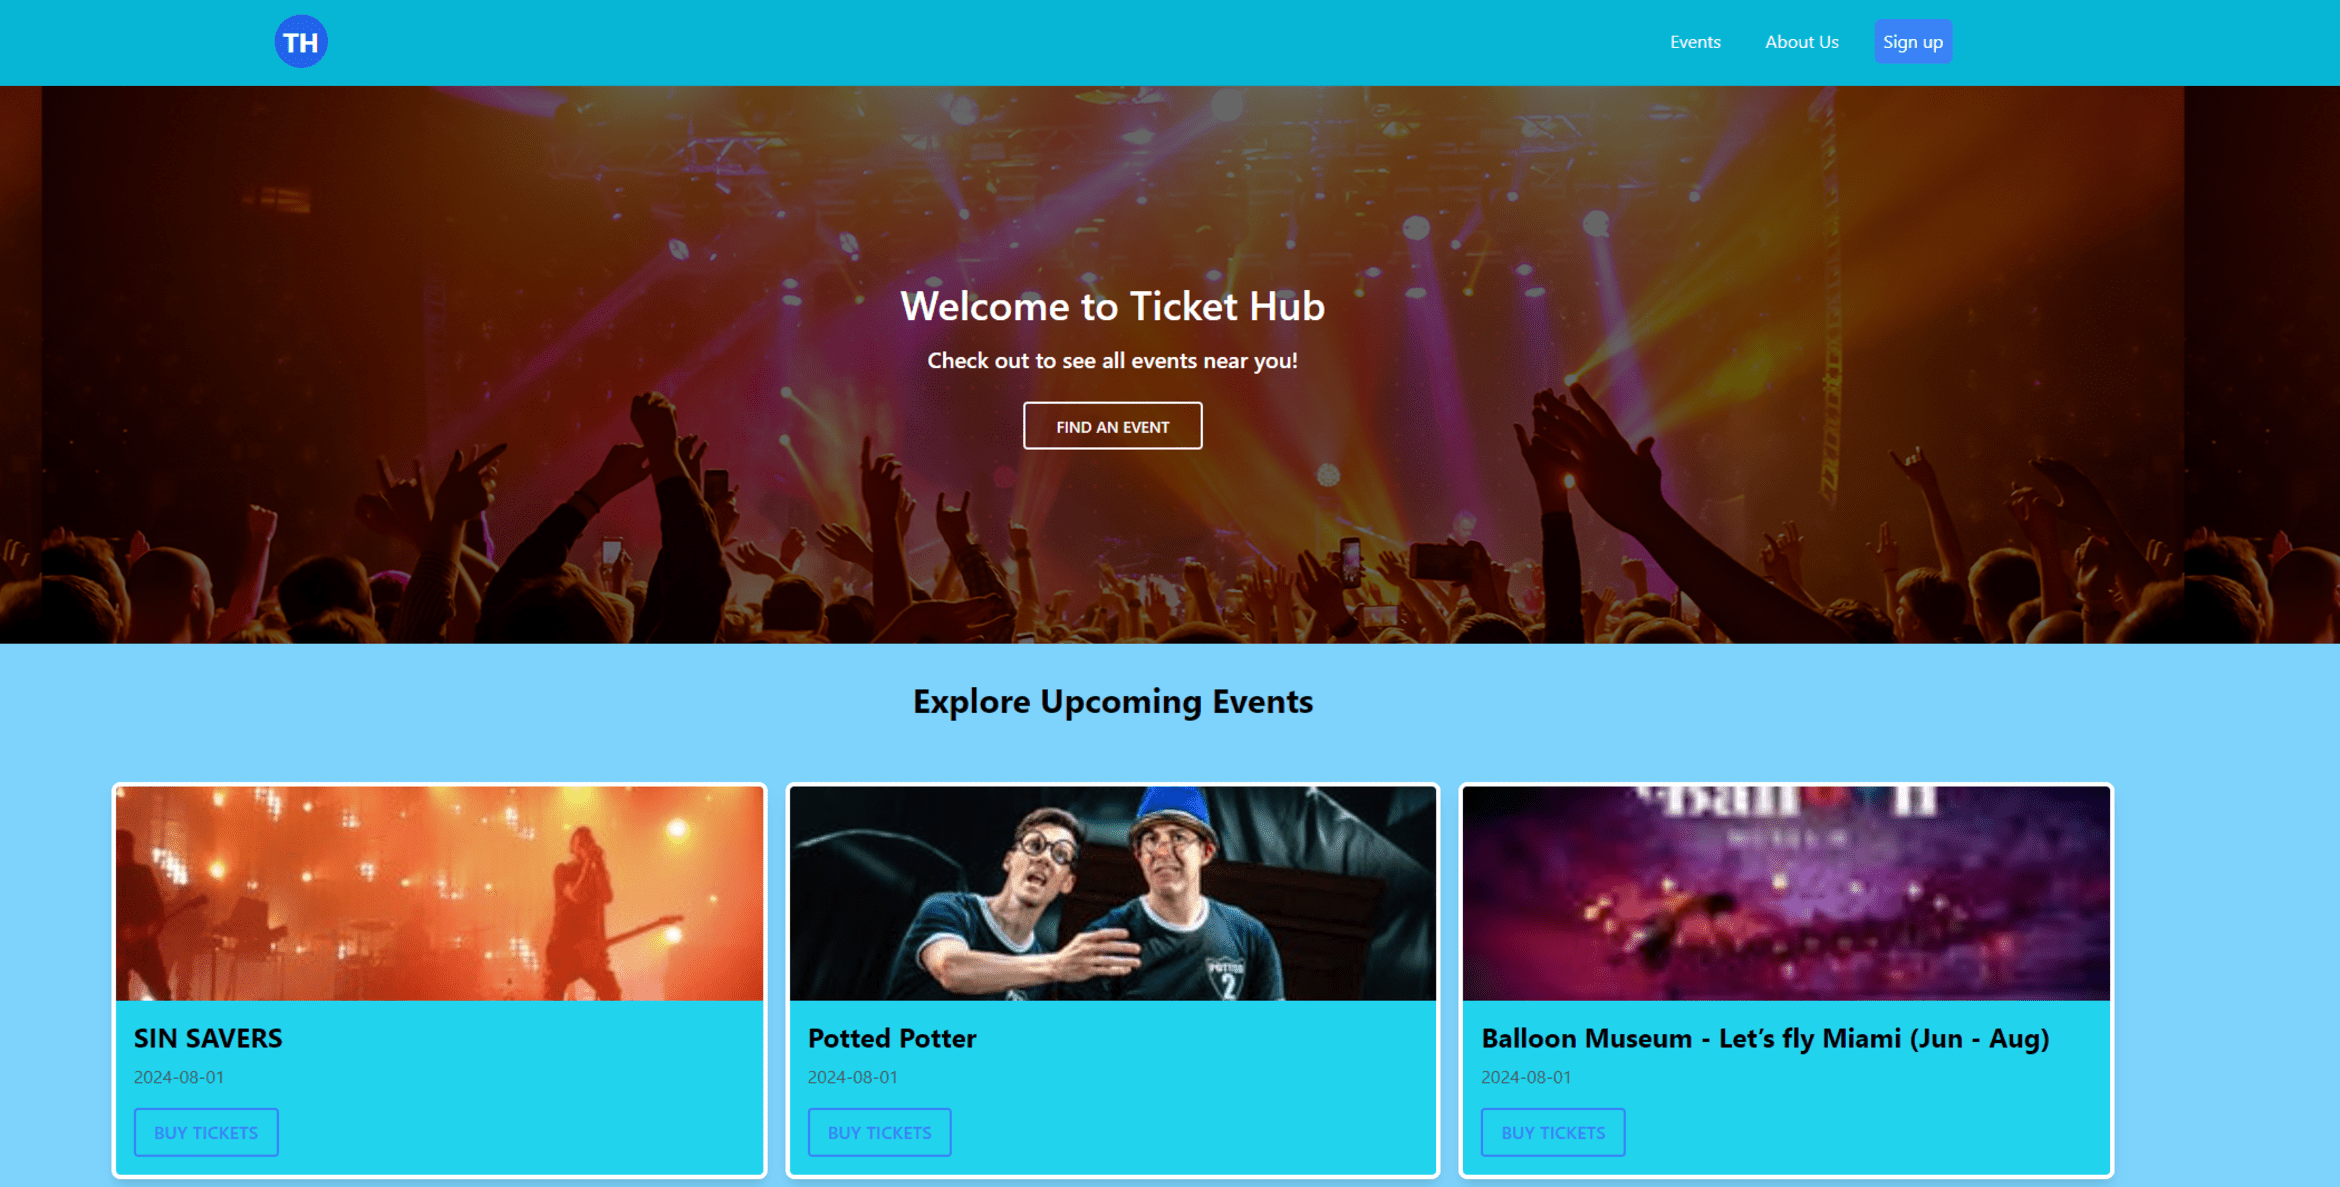 TH
Events
About Us
Sign up
Welcome to Ticket Hub
Check out to see all events near you!
FIND AN EVENT
Explore Upcoming Events
POTTED
2
SIN SAVERS
2024-08-01
BUY TICKETS
Potted Potter
2024-08-01
BUY TICKETS
Balloon Museum - Let’s fly Miami (Jun - Aug)
2024-08-01
BUY TICKETS